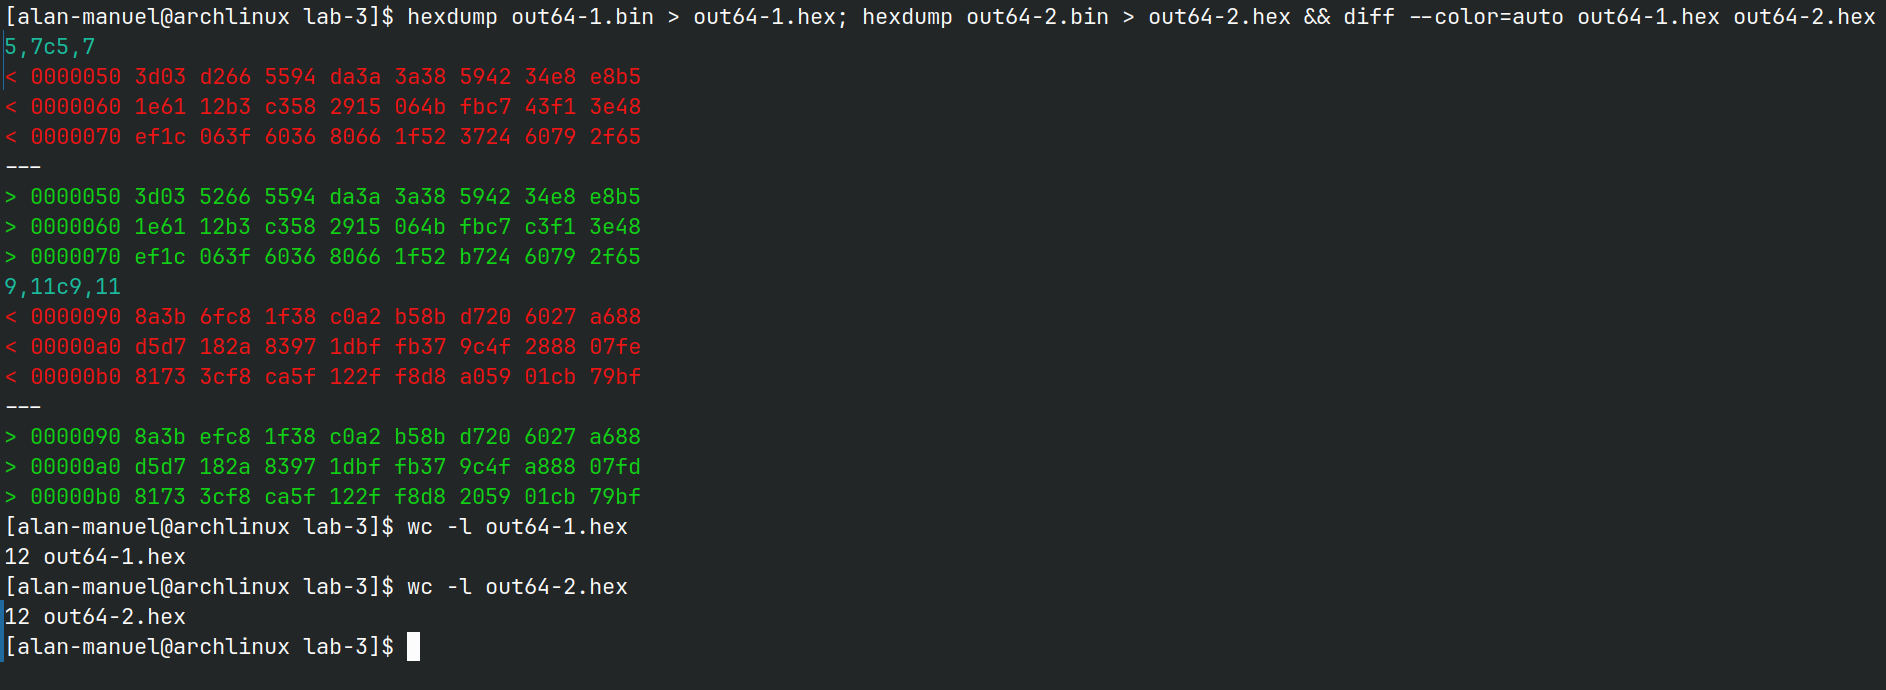 [alan-manuel@archlinux lab-3]$ hexdump out64-1.bin > out64-1.hex; hexdump out64-2.bin > out64-2.hex && diff --color=auto out64-1.hex out64-2.hex
5,7c5,7
< 0000050 3d03 d266 5594 da3a 3a38 5942 34e8 e8b5
< 0000060 1e61 12b3 c358 2915 064b fbc7 43f1 3e48
< 0000070 ef1c 063f 6036 8066 1f52 3724 6079 2f65
---
> 0000050 3d03 5266 5594 da3a 3a38 5942 34e8 e8b5
> 0000060 1e61 12b3 c358 2915 064b fbc7 c3f1 3e48
> 0000070 ef1c 063f 6036 8066 1f52 b724 6079 2f65
9,11c9,11
< 0000090 8a3b 6fc8 1f38 c0a2 b58b d720 6027 a688
< 00000a0 d5d7 182a 8397 1dbf fb37 9c4f 2888 07fe
< 00000b0 8173 3cf8 ca5f 122f f8d8 a059 01cb 79bf
---
> 0000090 8a3b efc8 1f38 c0a2 b58b d720 6027 a688
> 00000a0 d5d7 182a 8397 1dbf fb37 9c4f a888 07fd
> 00000b0 8173 3cf8 ca5f 122f f8d8 2059 01cb 79bf
[alan-manuel@archlinux lab-3]$ wc -l out64-1.hex
12 out64-1.hex
[alan-manuel@archlinux lab-3]$ wc -l out64-2.hex
12 out64-2.hex
[alan-manuel@archlinux lab-3]$